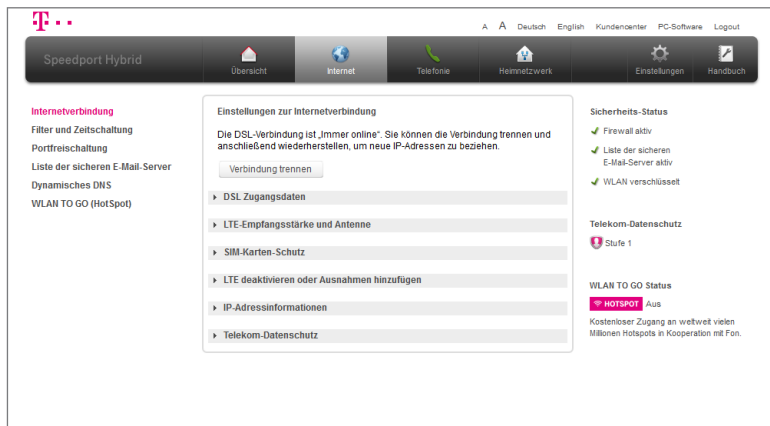 T
A A Deutsch English Kundencenter PC-Software Logout
Speedport Hybrid
Übersicht
Internet
Telefonie
Heimnetzwerk
Einstellungen
Handbuch
Internetverbindung
Filter und Zeitschaltung
Portfreischaltung
Liste der sicheren E-Mail-Server
Dynamisches DNS
WLAN TO GO (HotSpot)
Einstellungen zur Internetverbindung
Die DSL-Verbindung ist „Immer online“. Sie können die Verbindung trennen und
anschließend wiederherstellen, um neue IP-Adressen zu beziehen.
Verbindung trennen
DSL Zugangsdaten
LTE-Empfangsstärke und Antenne
SIM-Karten-Schutz
LTE deaktivieren oder Ausnahmen hinzufügen
IP-Adressinformationen
Telekom-Datenschutz
Sicherheits-Status
Firewall aktiv
Liste der sicheren
E-Mail-Server aktiv
WLAN verschlüsselt
Telekom-Datenschutz
Stufe 1
WLAN TO GO Status
HOTSPOT Aus
Kostenloser Zugang an weltweit vielen
Millionen Hotspots in Kooperation mit Fon.